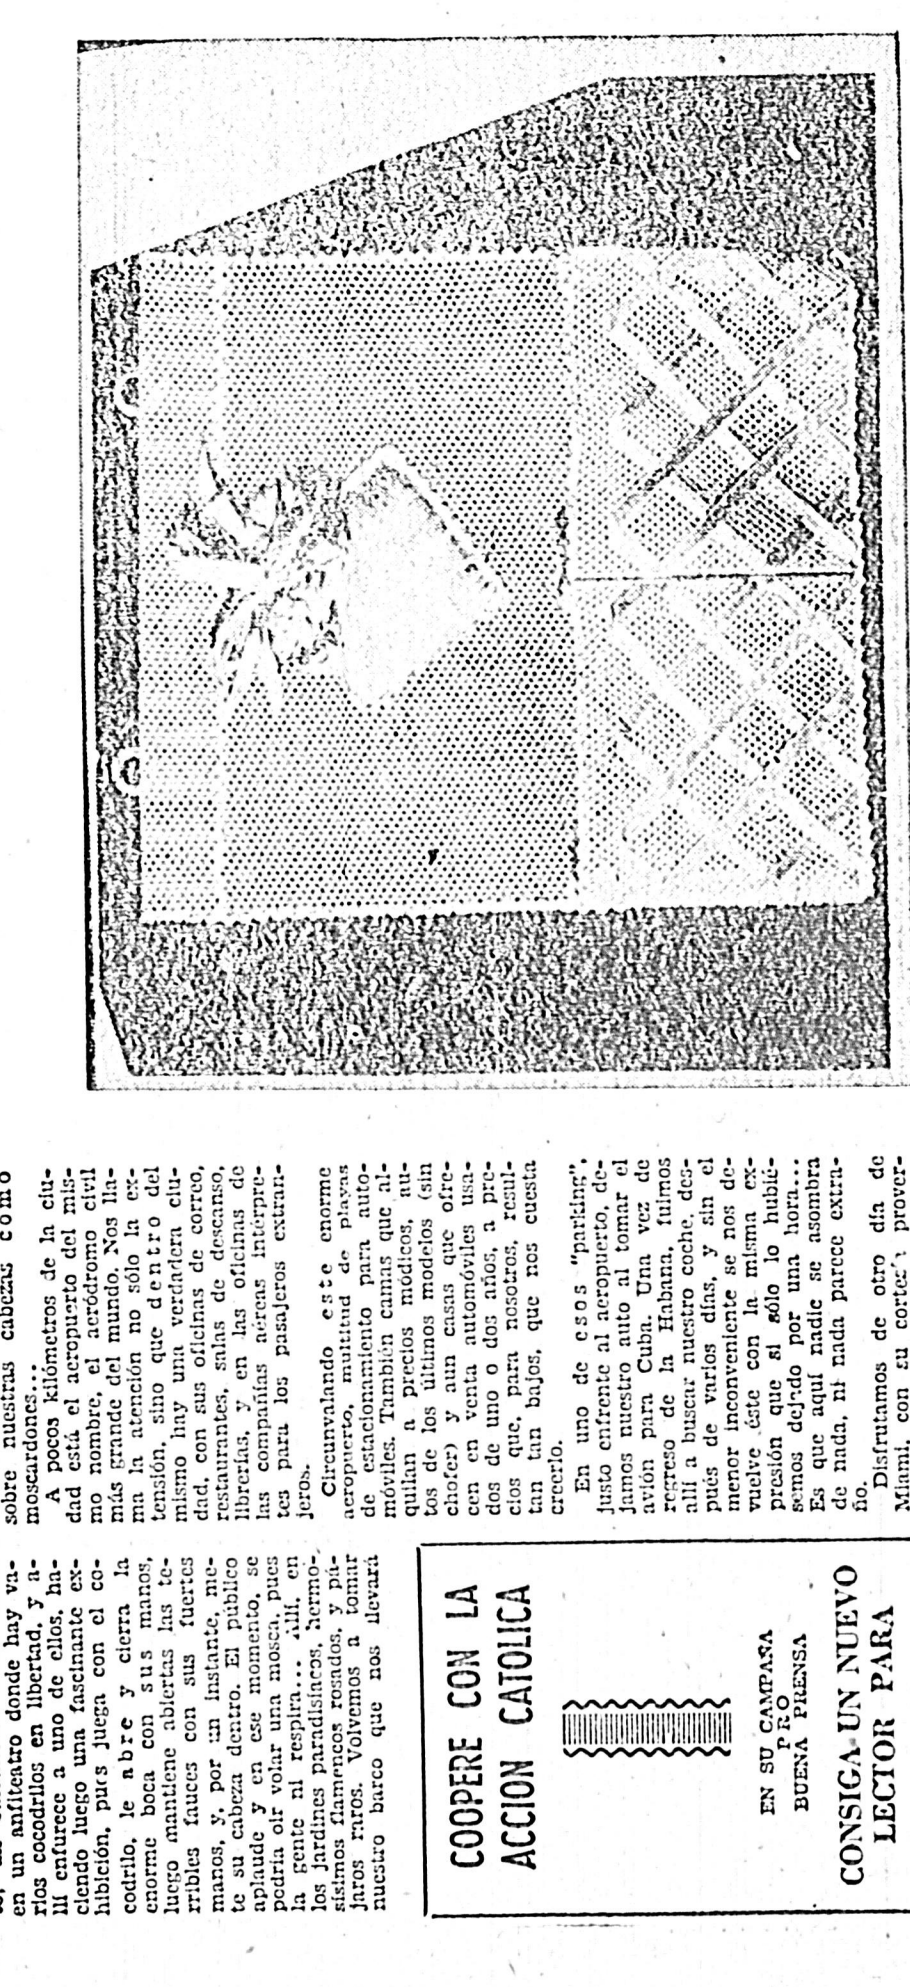 en un anfiteatro donde hay va-
rios cocodrilos en libertad, y a-
llí enfurece a uno de ellos, ha-
ciendo luego una fascinante ex-
hibición, pues juega con el co-
codrilo, le abre y cierra la
enorme boca con sus manos,
luego mantiene abiertas las te-
rribles fauces con sus fuertes
manos, y, por un instante, me-
te su cabeza dentro. El público
aplaude y en ese momento, se
podría oír volar una mosca, pues
la gente ni respira... Allí, en
los jardines paradisíacos, hermo-
sísimos flamencos rosados, y pá-
jaros raros. Volvemos a tomar
nuestro barco que nos llevará
COOPERE CON LA
ACCION CATOLICA
EN SU CAMPAÑA
PRO
BUENA PRENSA
CONSIGA UN NUEVO
LECTOR PARA
sobre nuestras cabezas como
moscardones...
A pocos kilómetros de la ciu-
dad está el aeropuerto del mis-
mo nombre, el aeródromo civil
más grande del mundo. Nos lla-
ma la atención no sólo la ex-
tensión, sino que dentro del
mismo hay una verdadera ciu-
dad, con sus oficinas de correo,
restaurantes, salas de descanso,
librerías, y en las oficinas de
las compañías aéreas intérpre-
tes para los pasajeros extran-
jeros.
Circunvalando este enorme
aeropuerto, multitud de playas
de estacionamiento para auto-
móviles. También camas que al-
quilan a precios módicos, au-
tos de los últimos modelos (sin
chofer) y aun casas que ofre-
cen en venta automóviles usa-
dos de uno o dos años, a pre-
cios que, para nosotros, resul-
tan tan bajos, que nos cuesta
creerlo.
En uno de esos "parking",
justo enfrente al aeropuerto, de-
jamos nuestro auto al tomar el
avión para Cuba. Una vez de
regreso de la Habana, fuimos
allí a buscar nuestro coche, des-
pués de varios días, y sin el
menor inconveniente se nos de-
vuelve éste con la misma ex-
presión que si sólo lo hubié-
semos dejado por una hora...
Es que aquí nadie se asombra
de nada, ni nada parece extra-
ño.
Disfrutamos de otro día de
Miami, con su cortesía prover-